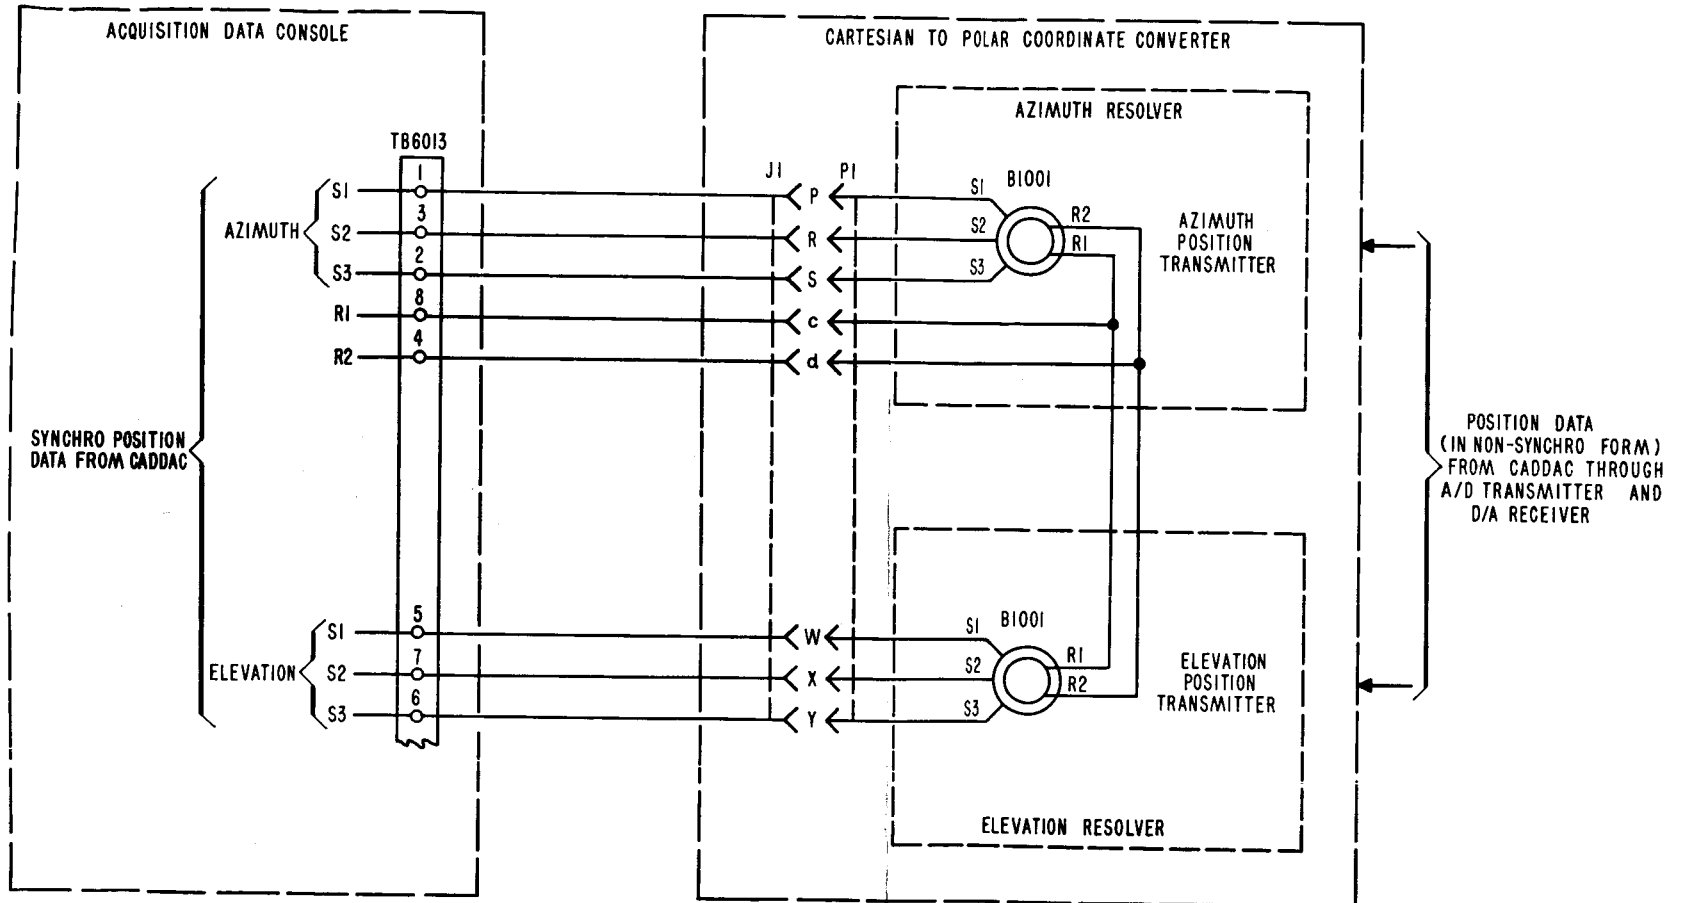 ACQUISITION DATA CONSOLE
CARTESIAN TO POLAR COORDINATE CONVERTER
AZIMUTH RESOLVER
TB6013
J1
P1
B1001
1
S1
P
S1
R2
3
AZIMUTH
S2
R
S2
R1
AZIMUTH
POSITION
TRANSMITTER
2
S3
S
S3
8
R1
c
4
R2
d
SYNCHRO POSITION
DATA FROM CADDAC
POSITION DATA
(IN NON-SYNCHRO FORM)
FROM CADDAC THROUGH
A/D TRANSMITTER AND
D/A RECEIVER
5
S1
W
S1
B1001
7
ELEVATION
S2
X
S2
R1
R2
ELEVATION
POSITION
TRANSMITTER
6
S3
Y
S3
ELEVATION RESOLVER